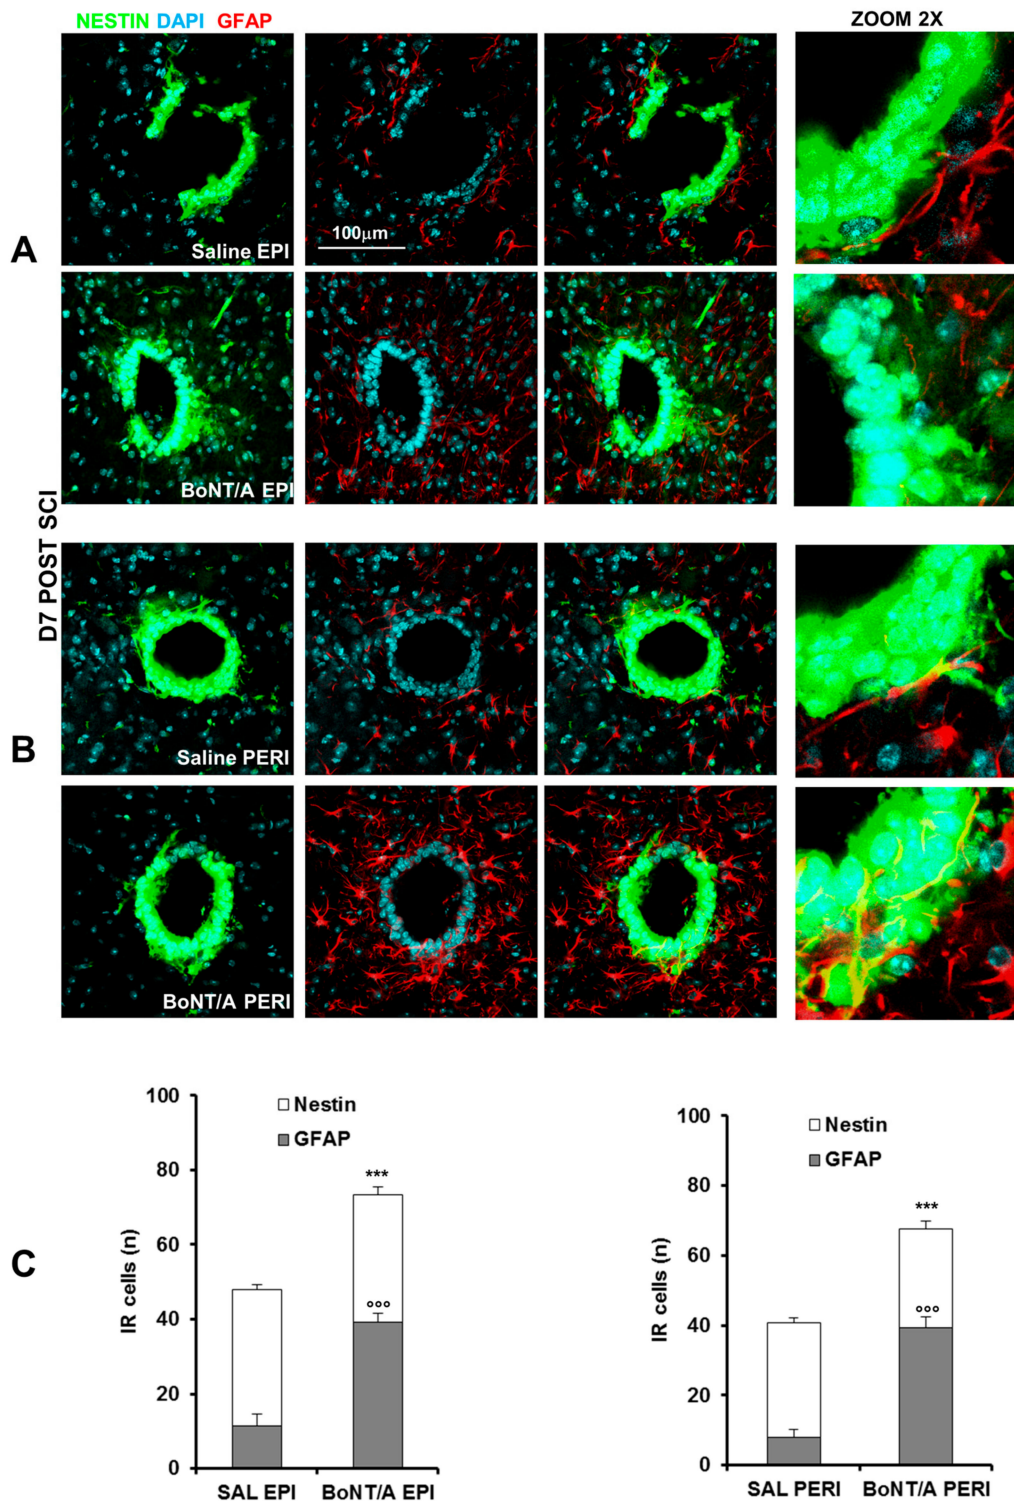 NESTIN DAPI GFAP
ZOOM 2X
A
Saline EPI
100μm
BoNT/A EPI
D7 POST SCI
B
Saline PERI
BoNT/A PERI
C
100
80
60
40
20
0
IR cells (n)
Nestin
GFAP
***
°°°
SAL EPI
BoNT/A EPI
100
80
60
40
20
0
IR cells (n)
Nestin
GFAP
***
°°°
SAL PERI
BoNT/A PERI